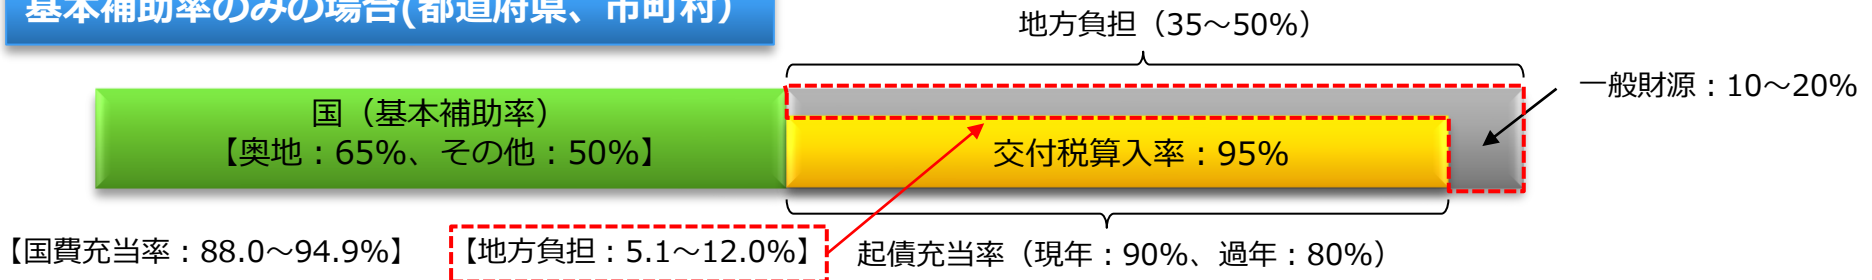 基本補助率のみの場合(都道府県、市町村）
地方負担（35～50%）
一般財源：10～20%
国（基本補助率）
【奥地：65%、その他：50%】
交付税算入率：95%
【国費充当率：88.0～94.9%】
【地方負担：5.1～12.0%】
起債充当率（現年：90%、過年：80%）